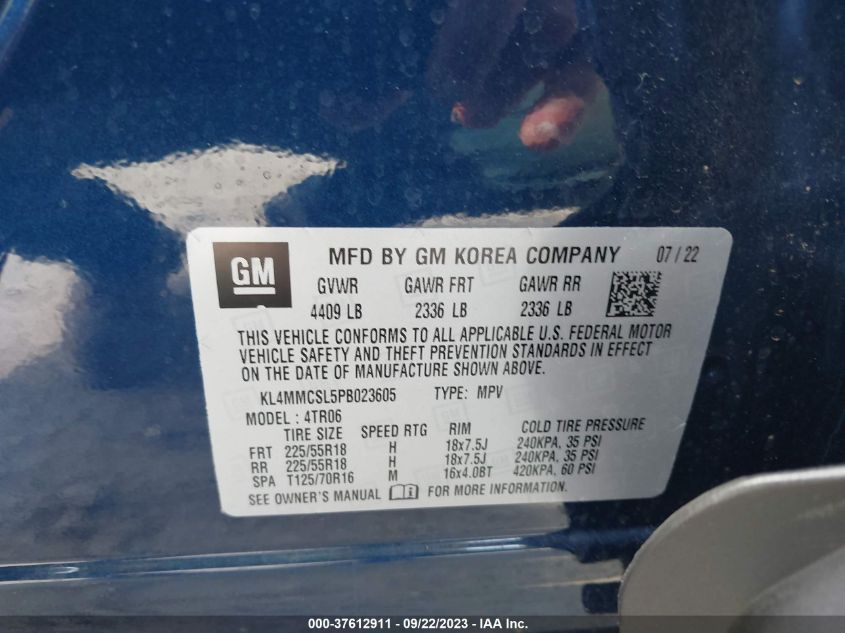 GM
MFD BY GM KOREA COMPANY 07 / 22
GVWR GAWR FRT GAWR RR
4409 LB 2336 LB 2336 LB
THIS VEHICLE CONFORMS TO ALL APPLICABLE U.S. FEDERAL MOTOR
VEHICLE SAFETY AND THEFT PREVENTION STANDARDS IN EFFECT
ON THE DATE OF MANUFACTURE SHOWN ABOVE.
KL4MMCSL5PB023605 TYPE: MPV
MODEL : 4TR06
TIRE SIZE SPEED RTG RIM COLD TIRE PRESSURE
FRT 225/55R18 H 18x7.5J 240KPA, 35 PSI
RR 225/55R18 H 18x7.5J 240KPA, 35 PSI
SPA T125/70R16 M 16x4.0BT 420KPA, 60 PSI
SEE OWNER'S MANUAL FOR MORE INFORMATION.
000-37612911 - 09/22/2023 - IAA Inc.